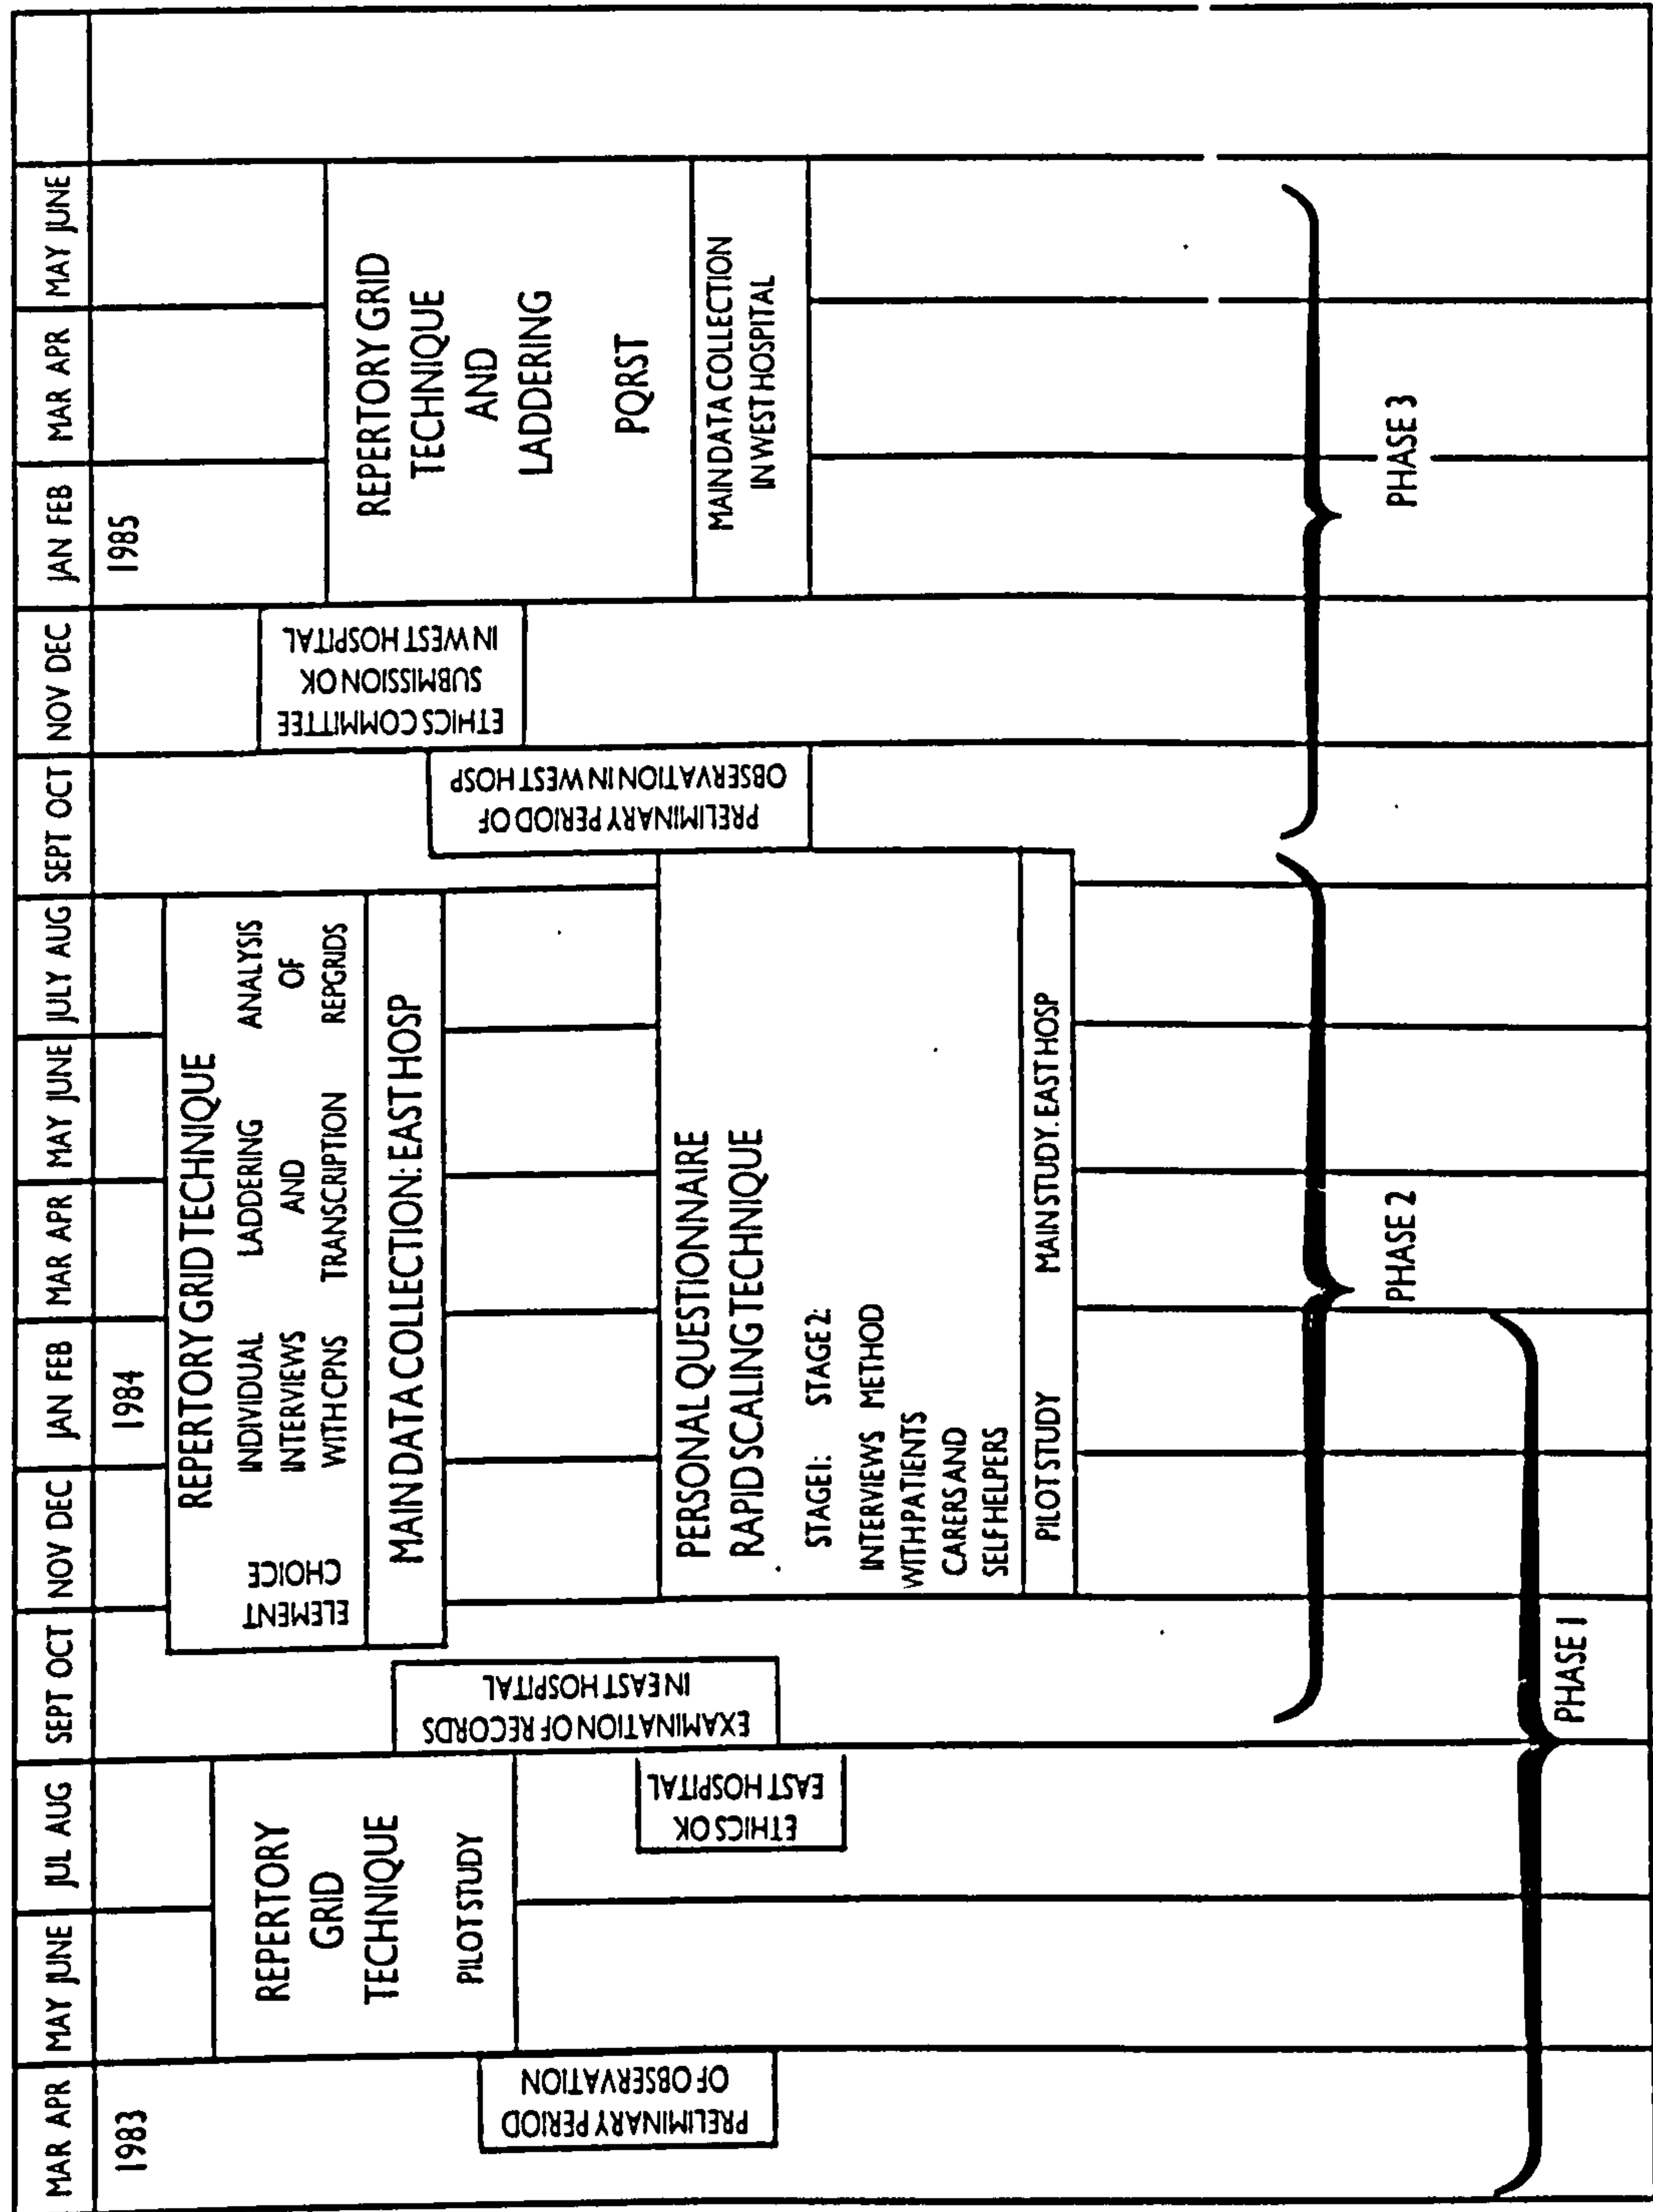 MAR APR
MAY JUNE
JUL AUG
SEPT OCT
NOV DEC
JAN FEB
MAR APR
MAY JUNE
JULY AUG
SEPT OCT
NOV DEC
JAN FEB
MAR APR
MAY JUNE
1983
1984
1985
PRELIMINARY PERIOD
OF OBSERVATION
REPERTORY
GRID
TECHNIQUE
PILOT STUDY
ETHICS OK
EAST HOSPITAL
EXAMINATION OF RECORDS
IN EAST HOSPITAL
REPERTORY GRID TECHNIQUE
ELEMENT
CHOICE
INDIVIDUAL
INTERVIEWS
WITH CPNS
LADDERING
AND
TRANSCRIPTION
ANALYSIS
OF
REPGRIDS
MAIN DATA COLLECTION: EAST HOSP
PERSONAL QUESTIONNAIRE
RAPID SCALING TECHNIQUE
STAGE 1:
INTERVIEWS
WITH PATIENTS
CARERS AND
SELF HELPERS
STAGE 2:
METHOD
PILOT STUDY
MAIN STUDY. EAST HOSP
PRELIMINARY PERIOD OF
OBSERVATION IN WEST HOSP
ETHICS COMMITTEE
SUBMISSION OK
IN WEST HOSPITAL
REPERTORY GRID
TECHNIQUE
AND
LADDERING
PQRST
MAIN DATA COLLECTION
IN WEST HOSPITAL
PHASE 1
PHASE 2
PHASE 3